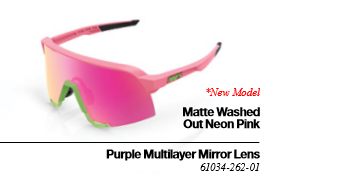 *New Model
Matte Washed
Out Neon Pink
Purple Multilayer Mirror Lens
61034-262-01